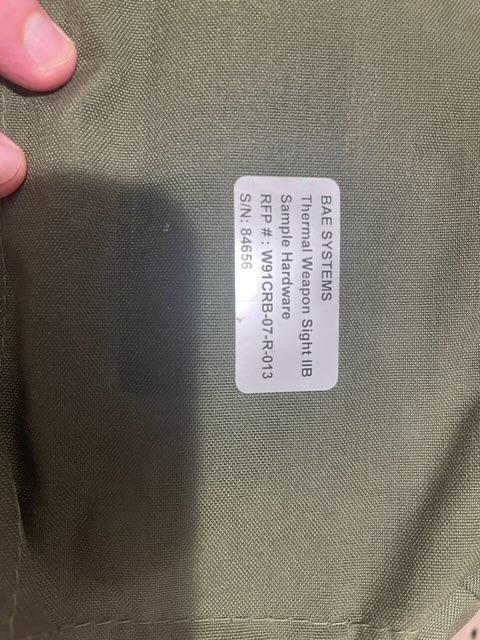 BAE SYSTEMS
Thermal Weapon Sight IIB
Sample Hardware
RFP # : W91CRB-07-R-013
S/N: 84656